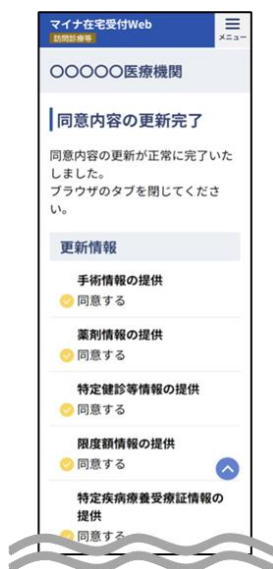 マイナ在宅受付Web
訪問診療等
メニュー
〇〇〇〇〇医療機関
同意内容の更新完了
同意内容の更新が正常に完了いた
しました。
ブラウザのタブを閉じてくださ
い。
更新情報
手術情報の提供
同意する
薬剤情報の提供
同意する
特定健診等情報の提供
同意する
限度額情報の提供
同意する
特定疾病療養受療証情報の
提供
同意する